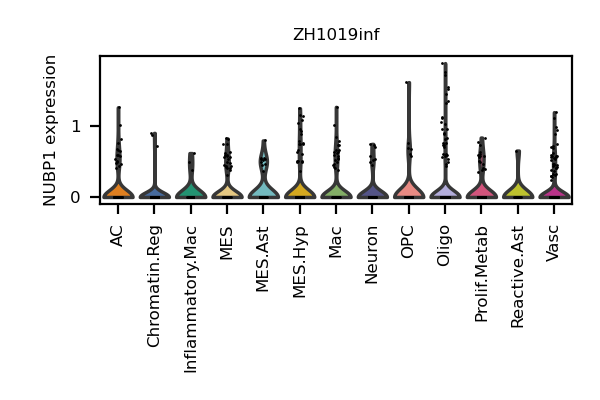 ZH1019inf
NUBP1 expression
1
0
AC
Chromatin.Reg
Inflammatory.Mac
MES
MES.Ast
MES.Hyp
Mac
Neuron
OPC
Oligo
Prolif.Metab
Reactive.Ast
Vasc